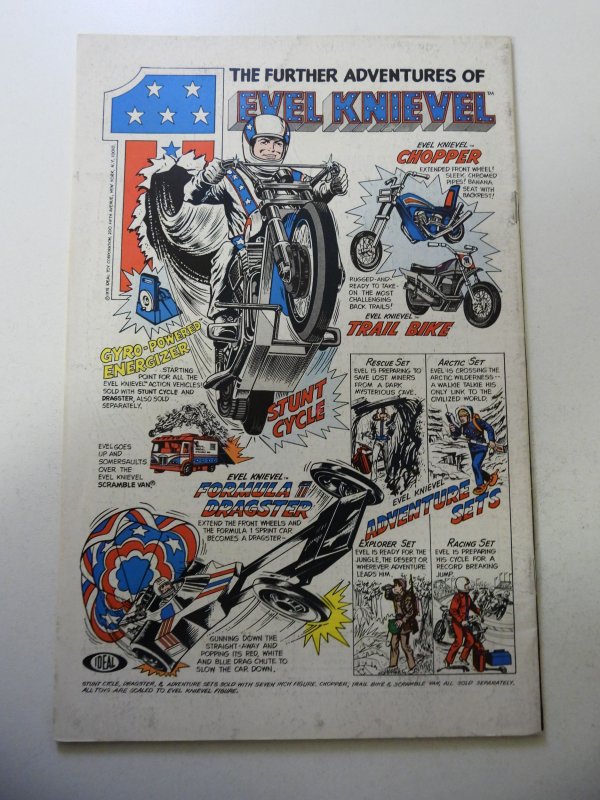 THE FURTHER ADVENTURES OF
EVEL KNIEVEL™
EVEL KNIEVEL™
CHOPPER
EXTENDED FRONT WHEEL!
SLEEK, CHROMED
PIPES! BANANA
SEAT WITH
BACKREST!
RUGGED-AND-
READY TO TAKE-
ON THE MOST
CHALLENGING
BACK TRAILS!
EVEL KNIEVEL™
TRAIL BIKE
GYRO-POWERED
ENERGIZER
STARTING
POINT FOR ALL THE
EVEL KNIEVEL™ ACTION VEHICLES!
SOLD WITH STUNT CYCLE AND
DRAGSTER, ALSO SOLD
SEPARATELY.
STUNT
CYCLE
EVEL GOES
UP AND
SOMERSAULTS
OVER THE
EVEL KNIEVEL
SCRAMBLE VAN®
RESCUE SET
EVEL IS PREPARING TO
SAVE LOST MINERS
FROM A DARK
MYSTERIOUS CAVE.
ARCTIC SET
EVEL IS CROSSING THE
ARCTIC WILDERNESS--
A WALKIE TALKIE HIS
ONLY LINK TO THE
CIVILIZED WORLD.
EVEL KNIEVEL™
ADVENTURE
SETS
EVEL KNIEVEL™
FORMULA 1
DRAGSTER
EXTEND THE FRONT WHEELS AND
THE FORMULA 1 SPRINT CAR
BECOMES A DRAGSTER--
EXPLORER SET
EVEL IS READY FOR THE
JUNGLE, THE DESERT OR
WHEREVER ADVENTURE
LEADS HIM.
RACING SET
EVEL IS PREPARING
HIS CYCLE FOR A
RECORD BREAKING
JUMP.
GUNNING DOWN THE
STRAIGHT-AWAY AND
POPPING ITS RED, WHITE
AND BLUE DRAG CHUTE TO
SLOW THE CAR DOWN.
IDEAL
STUNT CYCLE, DRAGSTER, & ADVENTURE SETS SOLD WITH SEVEN INCH FIGURE. CHOPPER, TRAIL BIKE & SCRAMBLE VAN, ALL SOLD SEPARATELY.
ALL TOYS ARE SCALED TO EVEL KNIEVEL FIGURE.